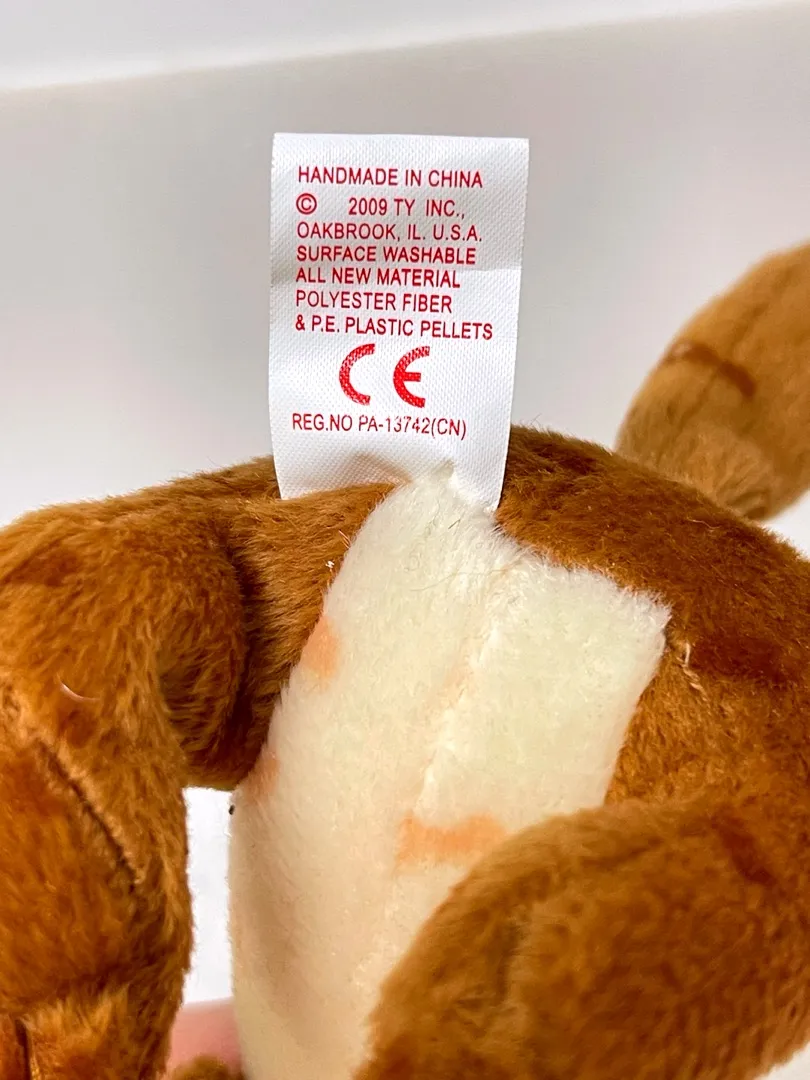 HANDMADE IN CHINA
© 2009 TY INC.,
OAKBROOK, IL. U.S.A.
SURFACE WASHABLE
ALL NEW MATERIAL
POLYESTER FIBER
& P.E. PLASTIC PELLETS
CE
REG.NO PA-13742(CN)